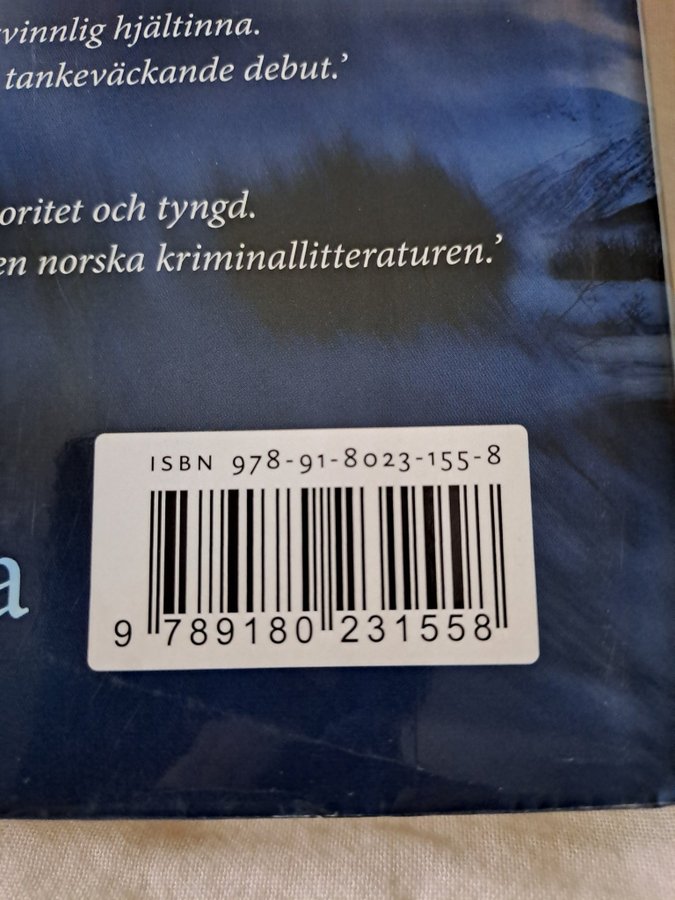 vinnlig hjältinna.
tankeväckande debut.’
oritet och tyngd.
en norska kriminallitteraturen.’
ISBN 978-91-8023-155-8
a
9 789180 231558